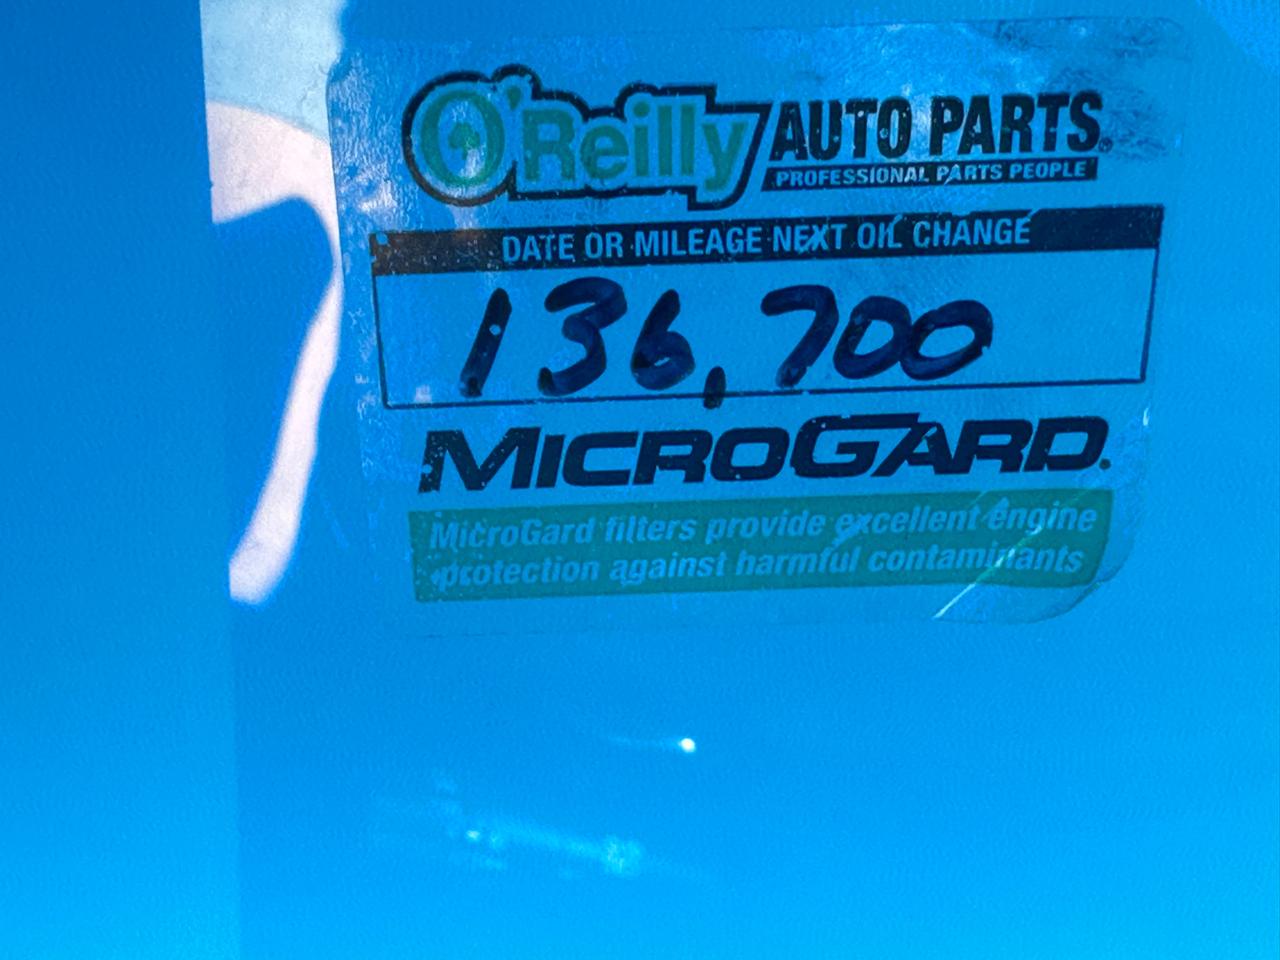 O'Reilly AUTO PARTS®
PROFESSIONAL PARTS PEOPLE
DATE OR MILEAGE NEXT OIL CHANGE
136,700
MICROGARD®
MicroGard filters provide excellent engine
protection against harmful contaminants